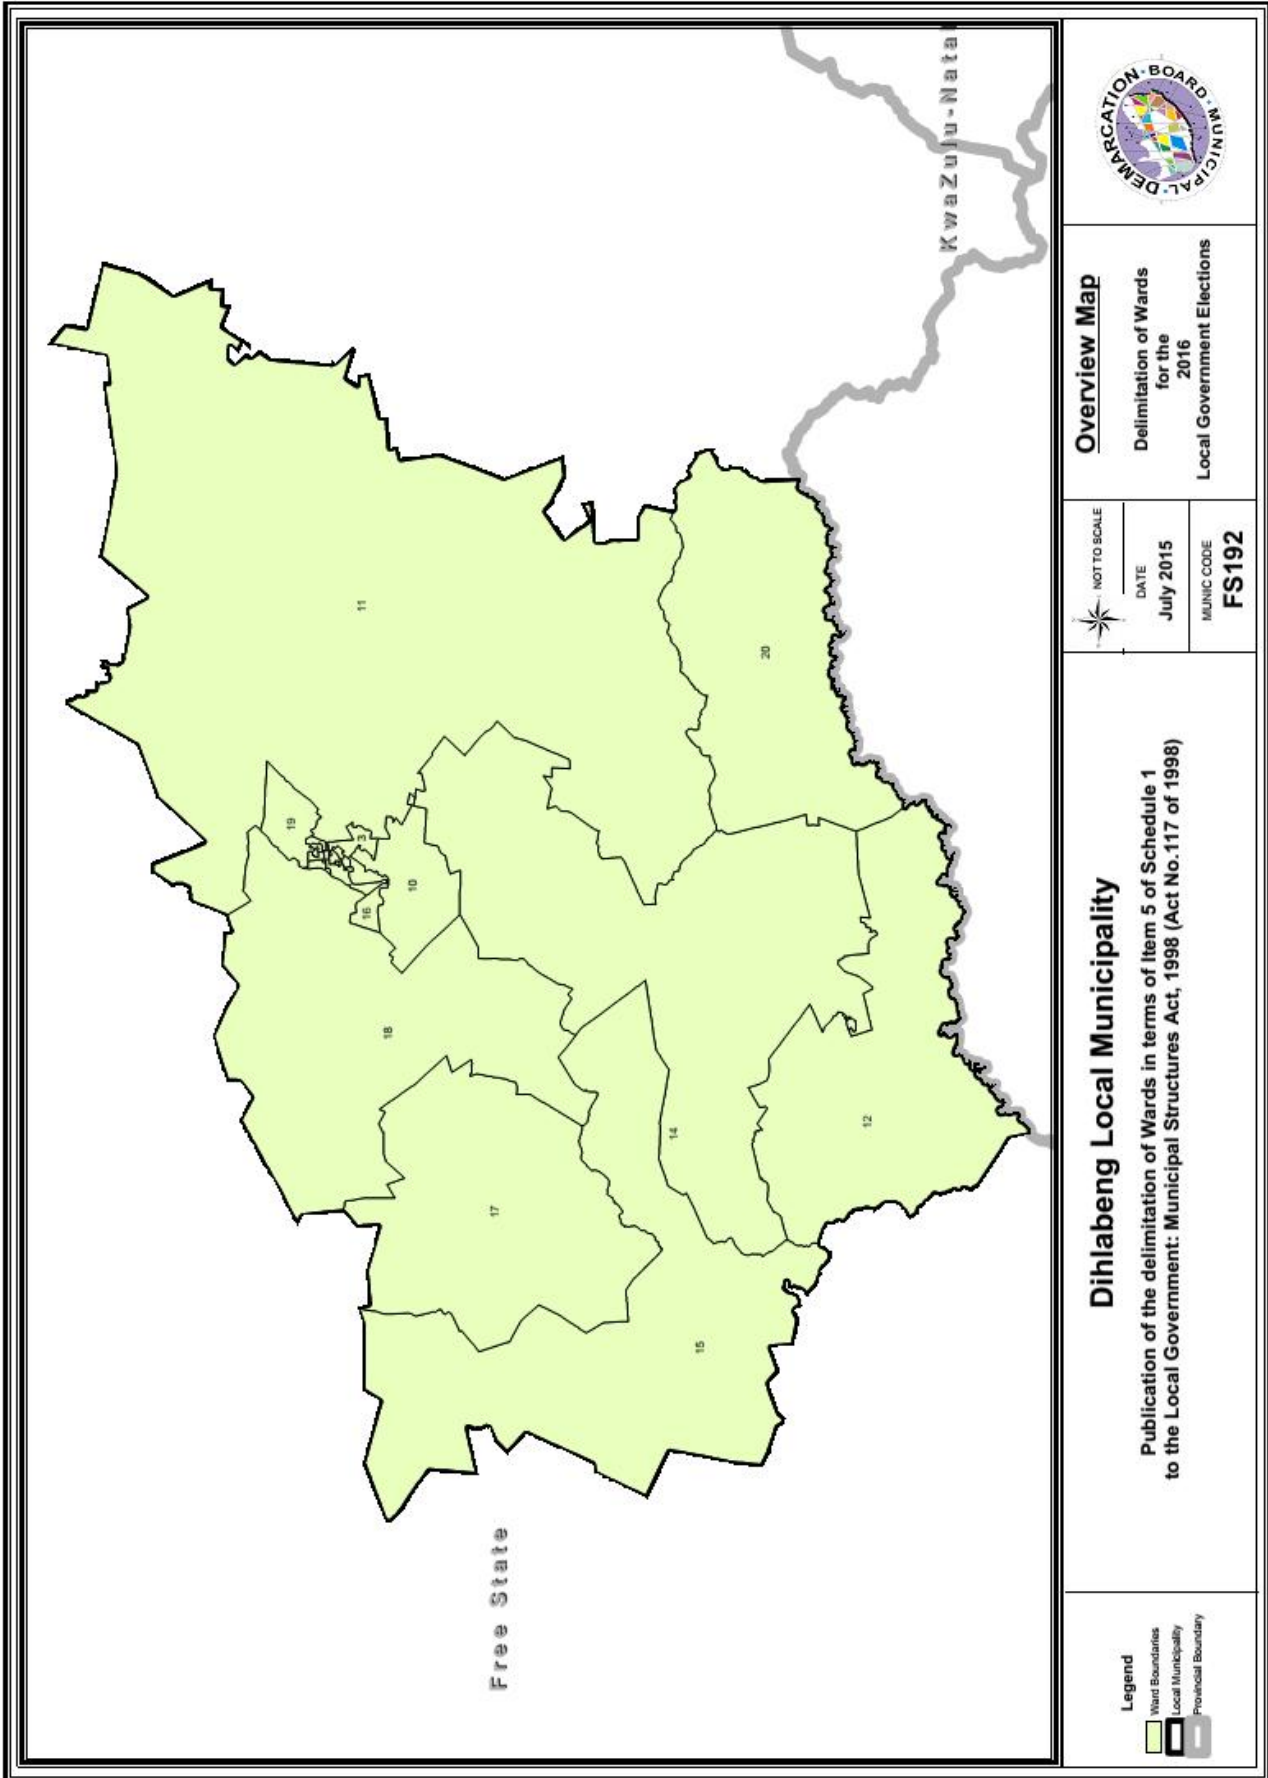 Free State
KwaZulu-Natal
11
19
3
10
16
18
17
14
20
12
15
Legend
Ward Boundaries
Local Municipality
Provincial Boundary
Dihlabeng Local Municipality
Publication of the delimitation of Wards in terms of Item 5 of Schedule 1
to the Local Government: Municipal Structures Act, 1998 (Act No.117 of 1998)
NOT TO SCALE
DATE
July 2015
MUNIC CODE
FS192
Overview Map
Delimitation of Wards
for the
2016
Local Government Elections
MUNICIPAL DEMARCATION BOARD